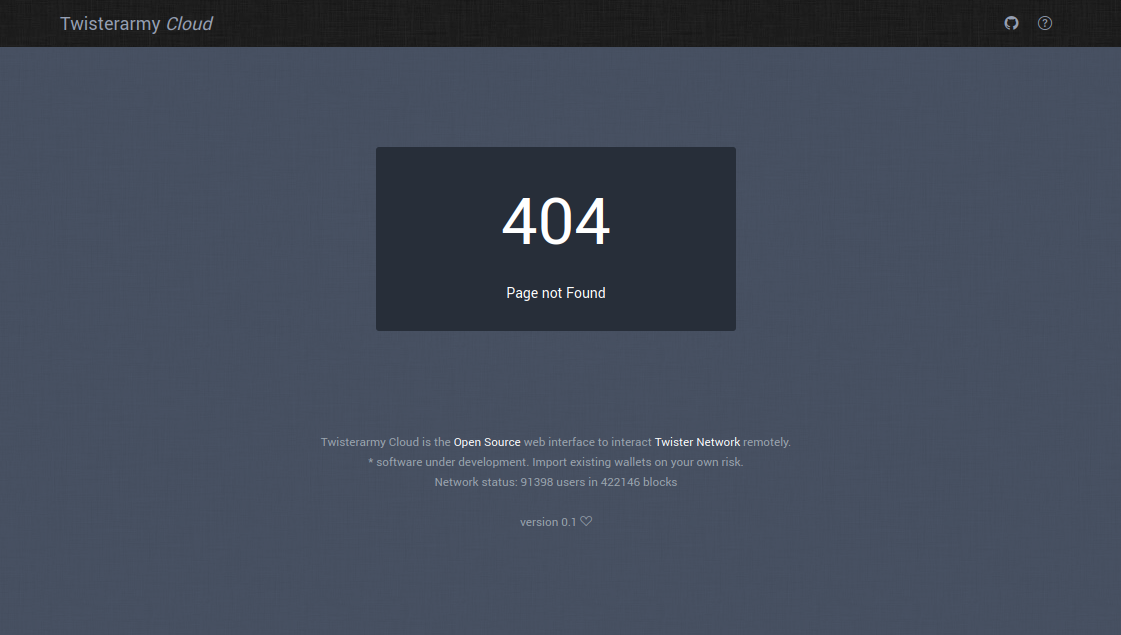 Twisterarmy Cloud
404
Page not Found
Twisterarmy Cloud is the Open Source web interface to interact Twister Network remotely.
* software under development. Import existing wallets on your own risk.
Network status: 91398 users in 422146 blocks
version 0.1 ♡